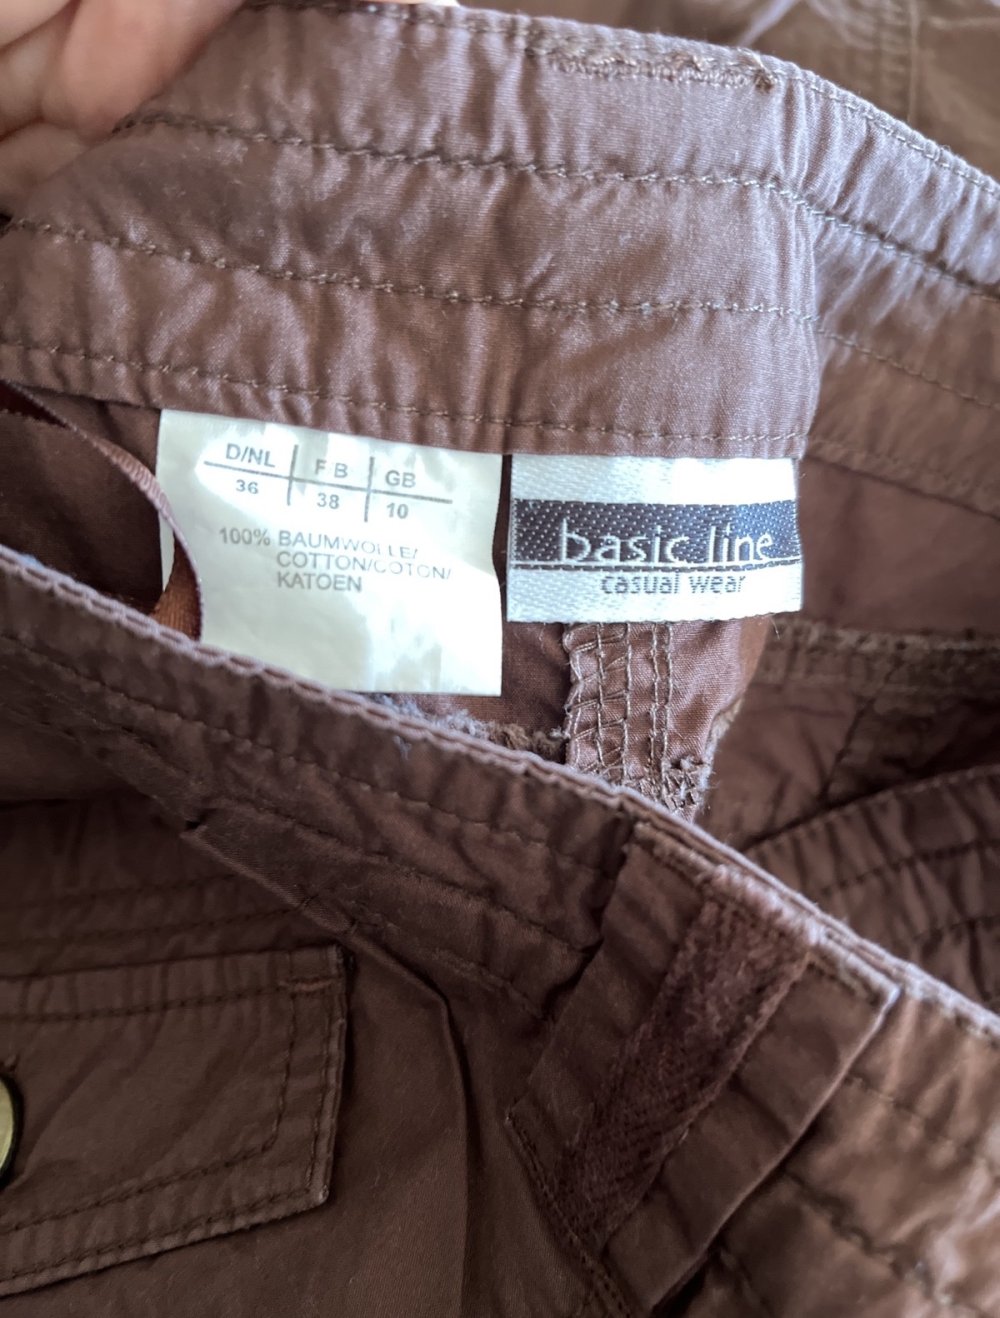 D/NL F B GB
36 38 10
100% BAUMWOLLE/
COTTON/COTON/
KATOEN
basic line
casual wear